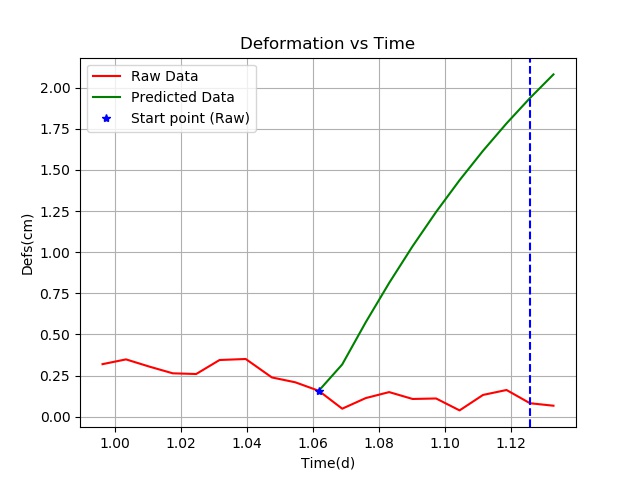 Deformation vs Time
Raw Data
Predicted Data
Start point (Raw)
2.00
1.75
1.50
1.25
1.00
0.75
0.50
0.25
0.00
Defs(cm)
1.00 1.02 1.04 1.06 1.08 1.10 1.12
Time(d)